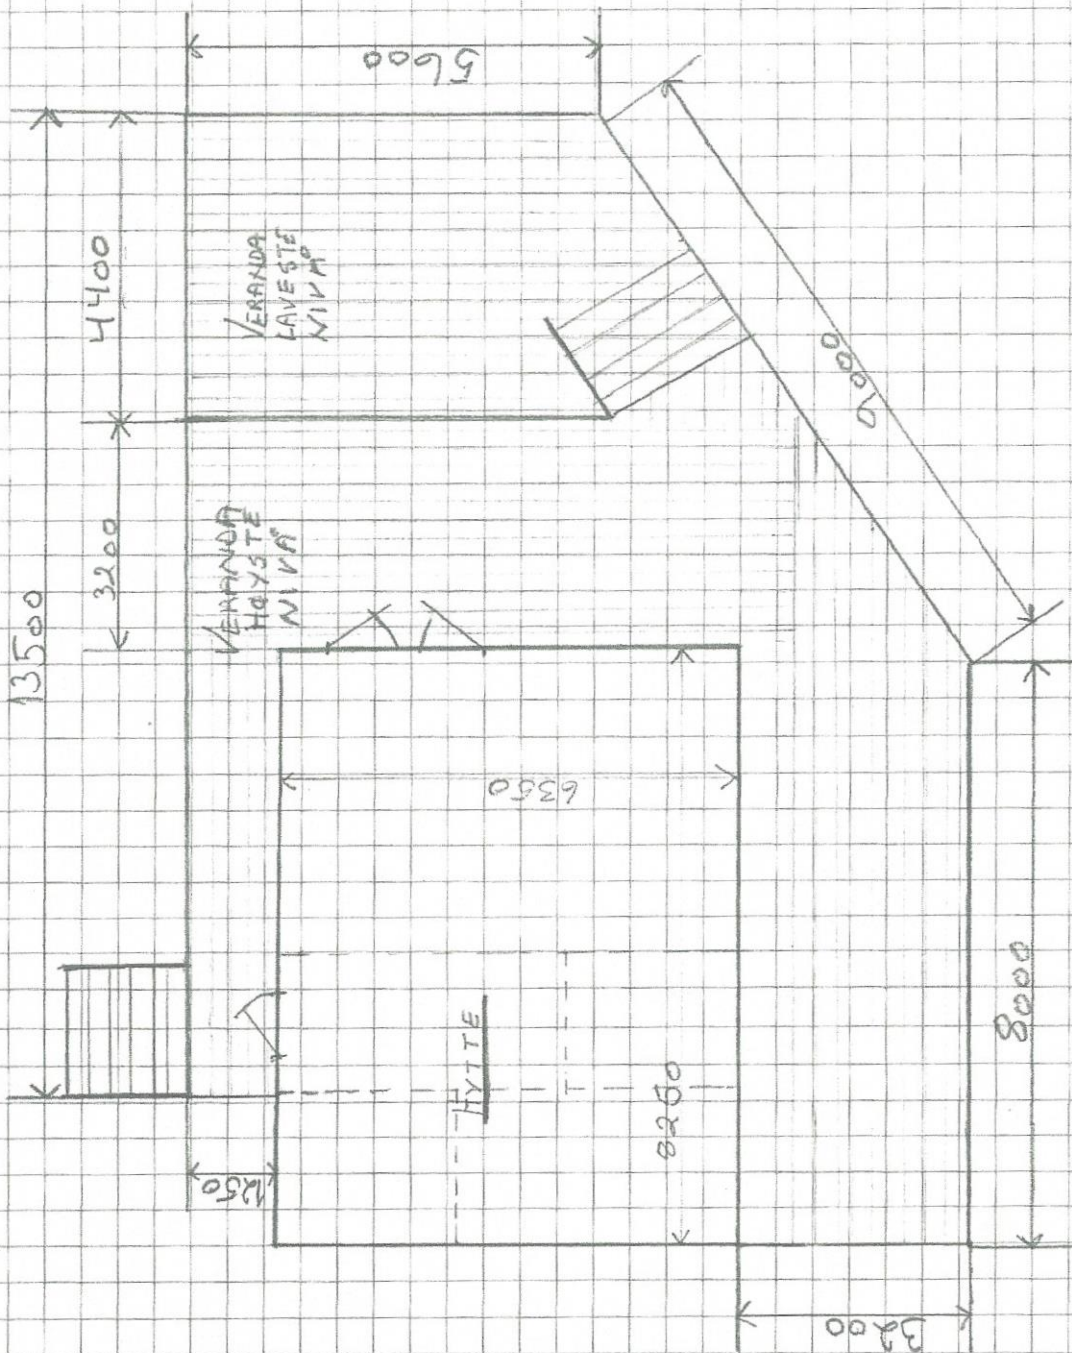 5600
13500
4400
3200
VERANDA
LAVESTE
NIVÅ
VERANDA
HØYSTE
NIVÅ
9000
6350
HYTTE
8250
1250
8000
3200